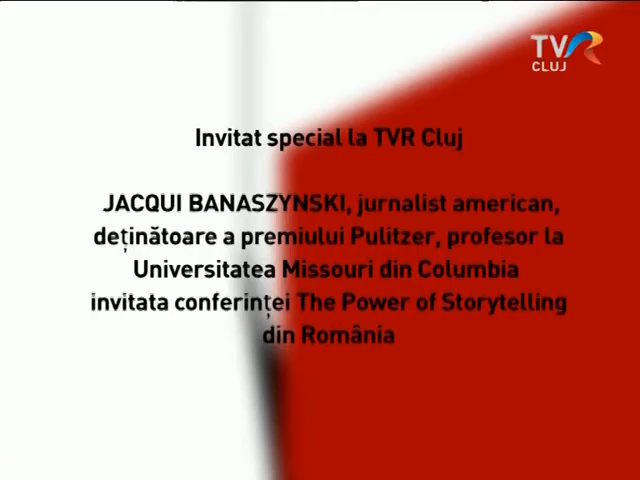 TVR
CLUJ
Invitat special la TVR Cluj
JACQUI BANASZYNSKI, jurnalist american,
deținătoare a premiului Pulitzer, profesor la
Universitatea Missouri din Columbia
invitata conferinței The Power of Storytelling
din România